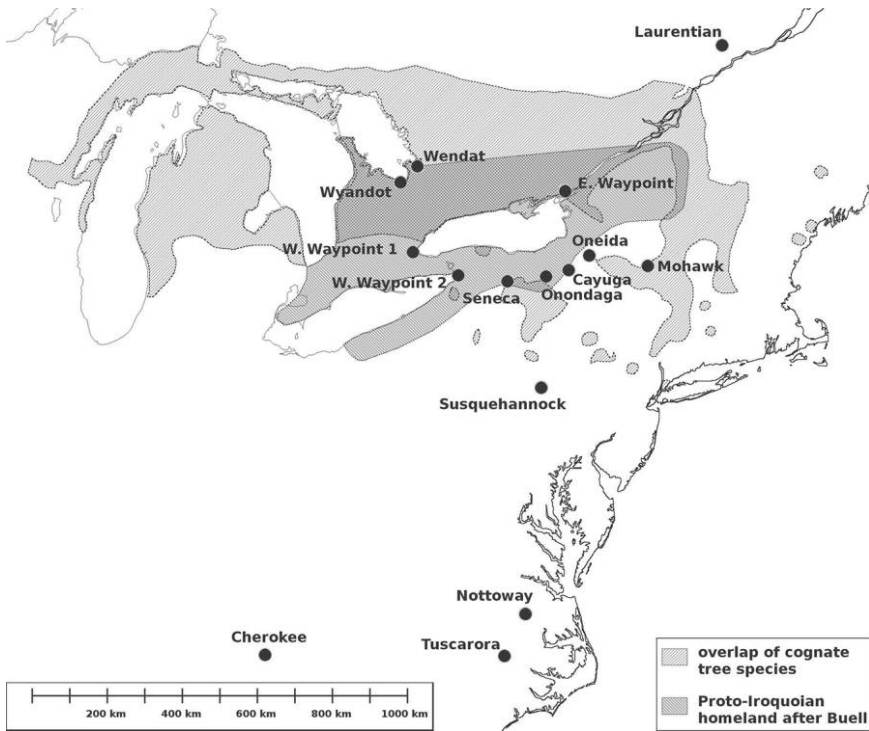 Laurentian
Wendat
Wyandot
E. Waypoint
W. Waypoint 1
Oneida
Mohawk
W. Waypoint 2
Cayuga
Seneca
Onondaga
Susquehannock
Nottoway
Cherokee
Tuscarora
overlap of cognate
tree species
Proto-Iroquoian
homeland after Buell
200 km 400 km 600 km 800 km 1000 km